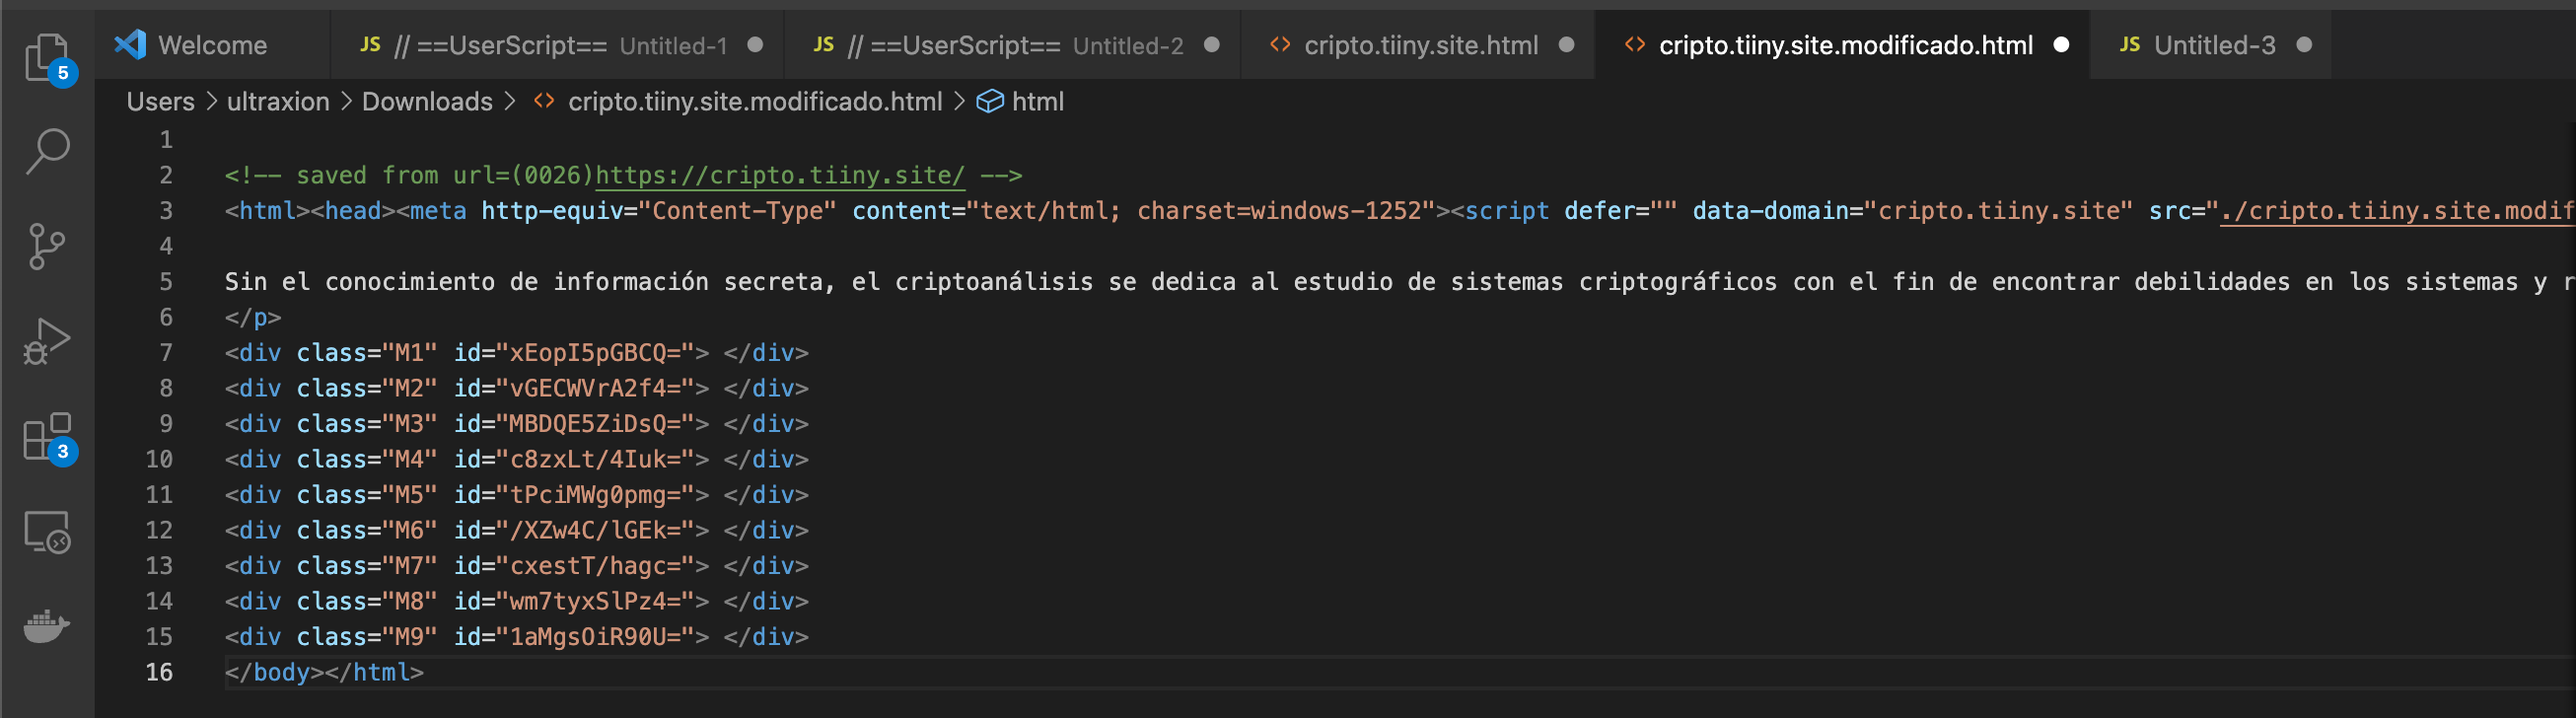 Welcome JS // ==UserScript== Untitled-1 JS // ==UserScript== Untitled-2 <> cripto.tiiny.site.html <> cripto.tiiny.site.modificado.html JS Untitled-3
5
Users > ultraxion > Downloads > <> cripto.tiiny.site.modificado.html > html
1
2 <!-- saved from url=(0026)https://cripto.tiiny.site/ -->
3 <html><head><meta http-equiv="Content-Type" content="text/html; charset=windows-1252"><script defer="" data-domain="cripto.tiiny.site" src="./cripto.tiiny.site.modif
4
5 Sin el conocimiento de información secreta, el criptoanálisis se dedica al estudio de sistemas criptográficos con el fin de encontrar debilidades en los sistemas y r
6 </p>
7 <div class="M1" id="xEopI5pGBCQ="> </div>
8 <div class="M2" id="vGECWVrA2f4="> </div>
9 <div class="M3" id="MBDQE5ZiDsQ="> </div>
10 <div class="M4" id="c8zxLt/4Iuk="> </div>
3
11 <div class="M5" id="tPciMWg0pmg="> </div>
12 <div class="M6" id="/XZw4C/lGEk="> </div>
13 <div class="M7" id="cxestT/hagc="> </div>
14 <div class="M8" id="wm7tyxSlPz4="> </div>
15 <div class="M9" id="1aMgsOiR90U="> </div>
16 </body></html>